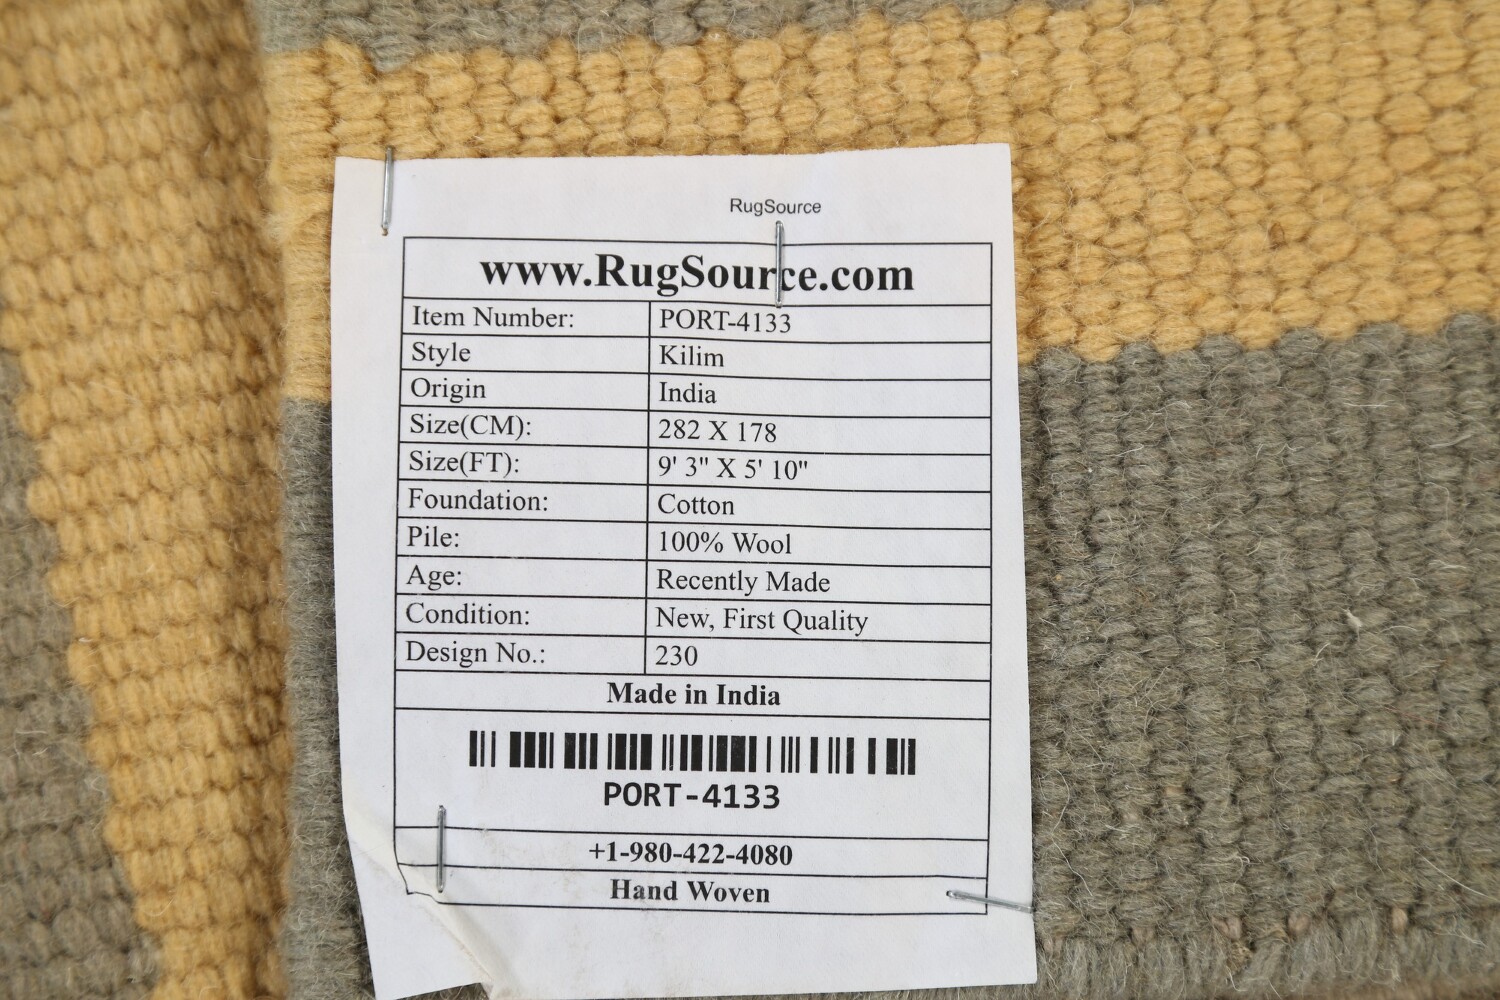 RugSource
www.RugSource.com
Item Number: PORT-4133
Style Kilim
Origin India
Size(CM): 282 X 178
Size(FT): 9' 3" X 5' 10"
Foundation: Cotton
Pile: 100% Wool
Age: Recently Made
Condition: New, First Quality
Design No.: 230
Made in India
PORT-4133
+1-980-422-4080
Hand Woven